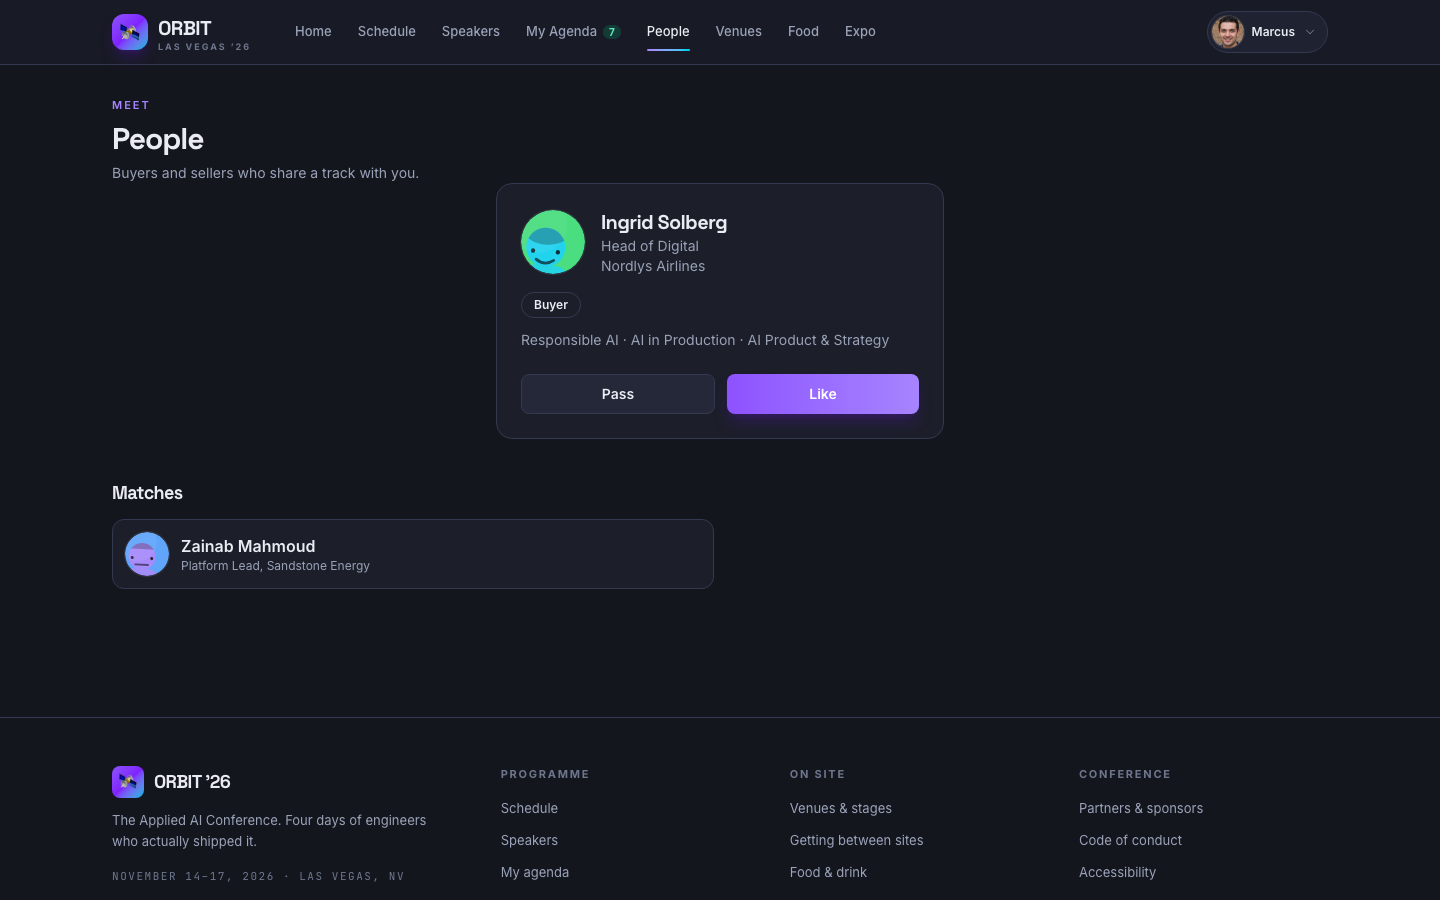 ORBIT
LAS VEGAS '26
Home
Schedule
Speakers
My Agenda 7
People
Venues
Food
Expo
Marcus
MEET
People
Buyers and sellers who share a track with you.
Ingrid Solberg
Head of Digital
Nordlys Airlines
Buyer
Responsible AI · AI in Production · AI Product & Strategy
Pass
Like
Matches
Zainab Mahmoud
Platform Lead, Sandstone Energy
ORBIT ’26
The Applied AI Conference. Four days of engineers
who actually shipped it.
NOVEMBER 14–17, 2026 · LAS VEGAS, NV
PROGRAMME
Schedule
Speakers
My agenda
ON SITE
Venues & stages
Getting between sites
Food & drink
CONFERENCE
Partners & sponsors
Code of conduct
Accessibility